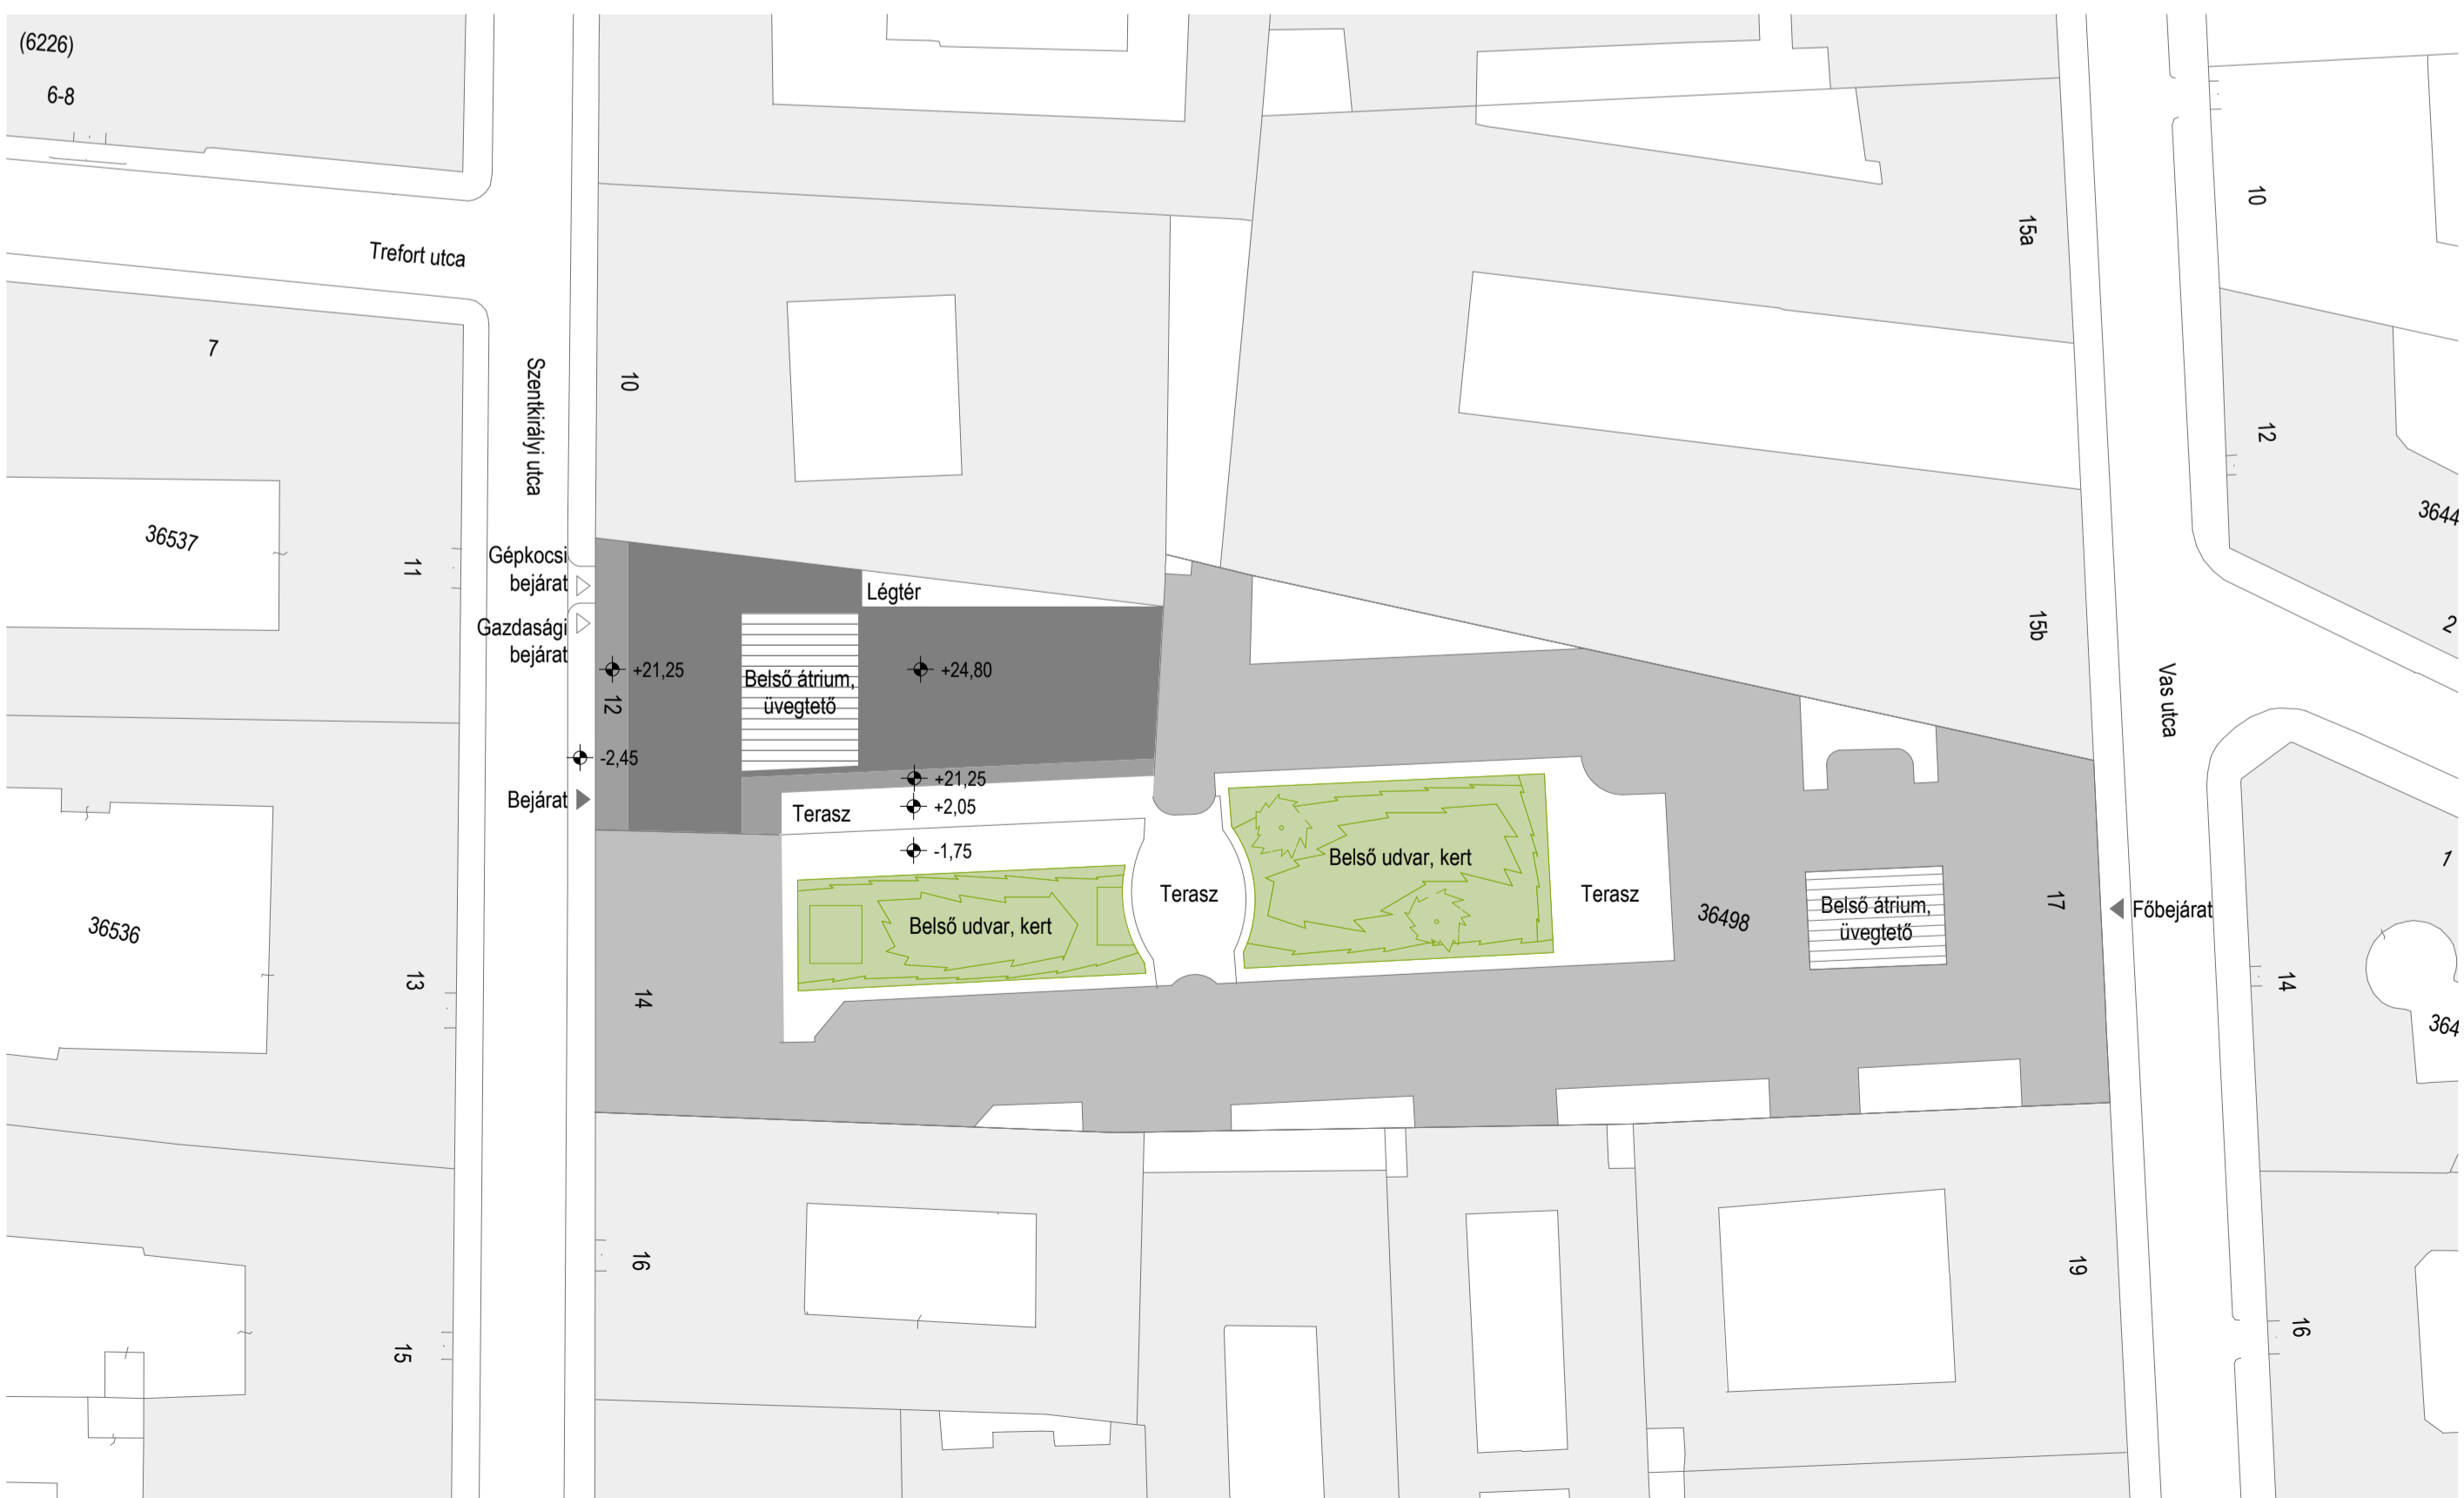 (6226)
6-8
Trefort utca
7
Szentkirályi utca
10
15a
10
12
3644
2
36537
11
Gépkocsi
bejárat
Gazdasági
bejárat
Légtér
+21,25
12
Belső átrium,
üvegtető
+24,80
-2,45
Bejárat
+21,25
+2,05
-1,75
Terasz
15b
Vas utca
1
Belső udvar, kert
Terasz
Belső udvar, kert
Terasz
36498
Belső átrium,
üvegtető
17
Főbejárat
36536
13
14
14
364
16
19
15
16